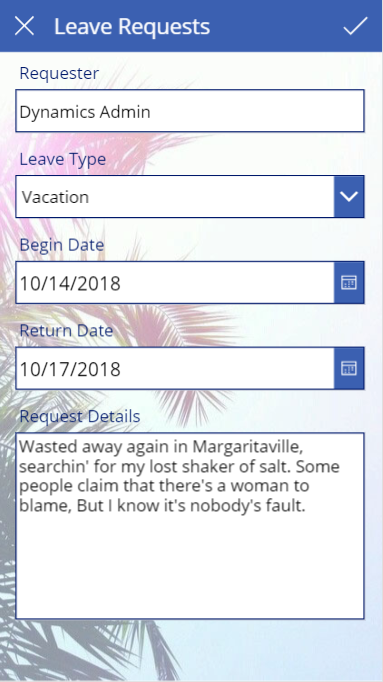 Leave Requests
Requester
Dynamics Admin
Leave Type
Vacation
Begin Date
10/14/2018
Return Date
10/17/2018
Request Details
Wasted away again in Margaritaville,
searchin' for my lost shaker of salt. Some
people claim that there's a woman to
blame, But I know it's nobody's fault.